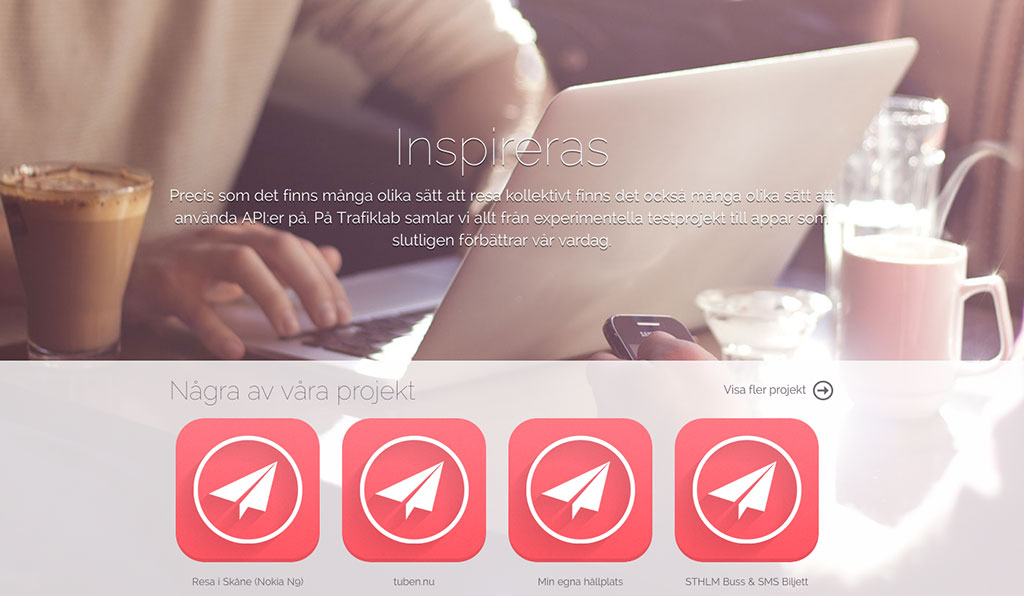 Inspireras
Precis som det finns många olika sätt att resa kollektivt finns det också många olika sätt att
använda API:er på. På Trafiklab samlar vi allt från experimentella testprojekt till appar som
slutligen förbättrar vår vardag.
Några av våra projekt
Visa fler projekt
Resa i Skåne (Nokia N9)
tuben.nu
Min egna hållplats
STHLM Buss & SMS Biljett